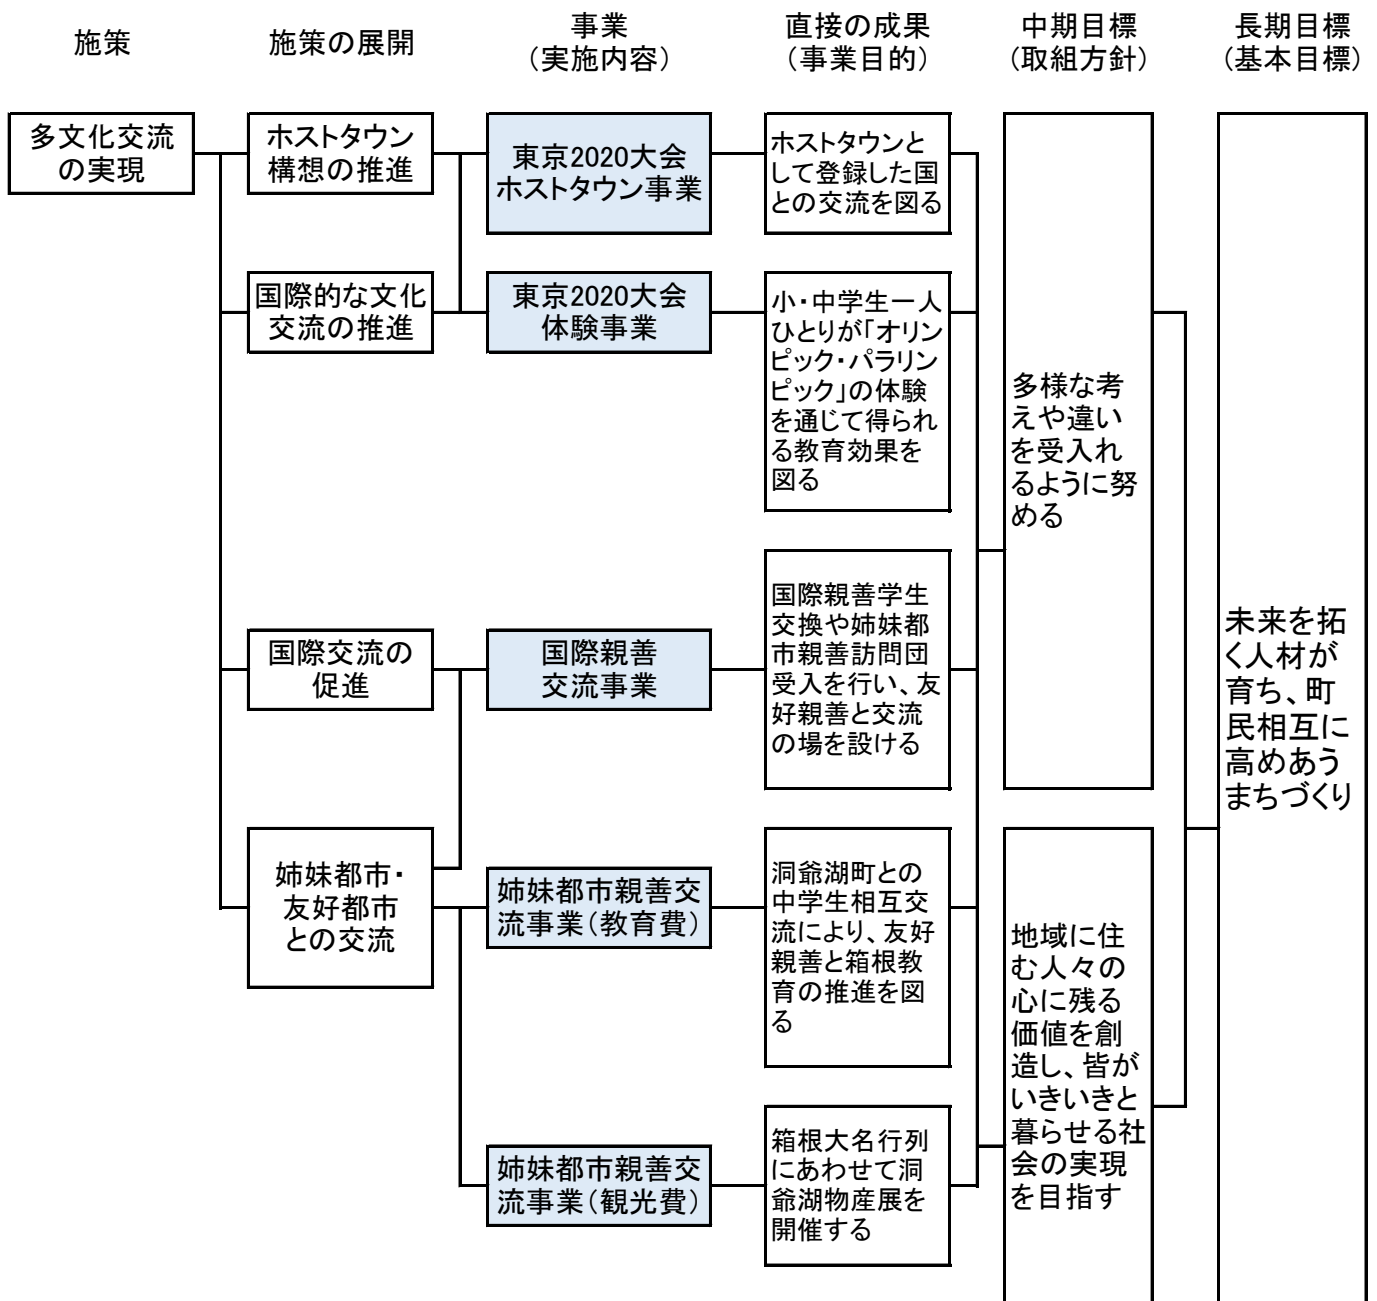 施策
施策の展開
事業
（実施内容）
直接の成果
（事業目的）
中期目標
（取組方針）
長期目標
（基本目標）
多文化交流
の実現
ホストタウン
構想の推進
東京2020大会
ホストタウン事業
ホストタウンと
して登録した国
との交流を図る
国際的な文化
交流の推進
東京2020大会
体験事業
小・中学生一人
ひとりが「オリン
ピック・パラリン
ピック」の体験
を通じて得られ
る教育効果を
図る
多様な考
えや違い
を受入れ
るように努
める
国際交流の
促進
国際親善
交流事業
国際親善学生
交換や姉妹都
市親善訪問団
受入を行い、友
好親善と交流
の場を設ける
未来を拓
く人材が
育ち、町
民相互に
高めあう
まちづくり
姉妹都市・
友好都市
との交流
姉妹都市親善交
流事業（教育費）
洞爺湖町との
中学生相互交
流により、友好
親善と箱根教
育の推進を図
る
地域に住
む人々の
心に残る
価値を創
造し、皆が
いきいきと
暮らせる社
会の実現
を目指す
姉妹都市親善交
流事業（観光費）
箱根大名行列
にあわせて洞
爺湖物産展を
開催する